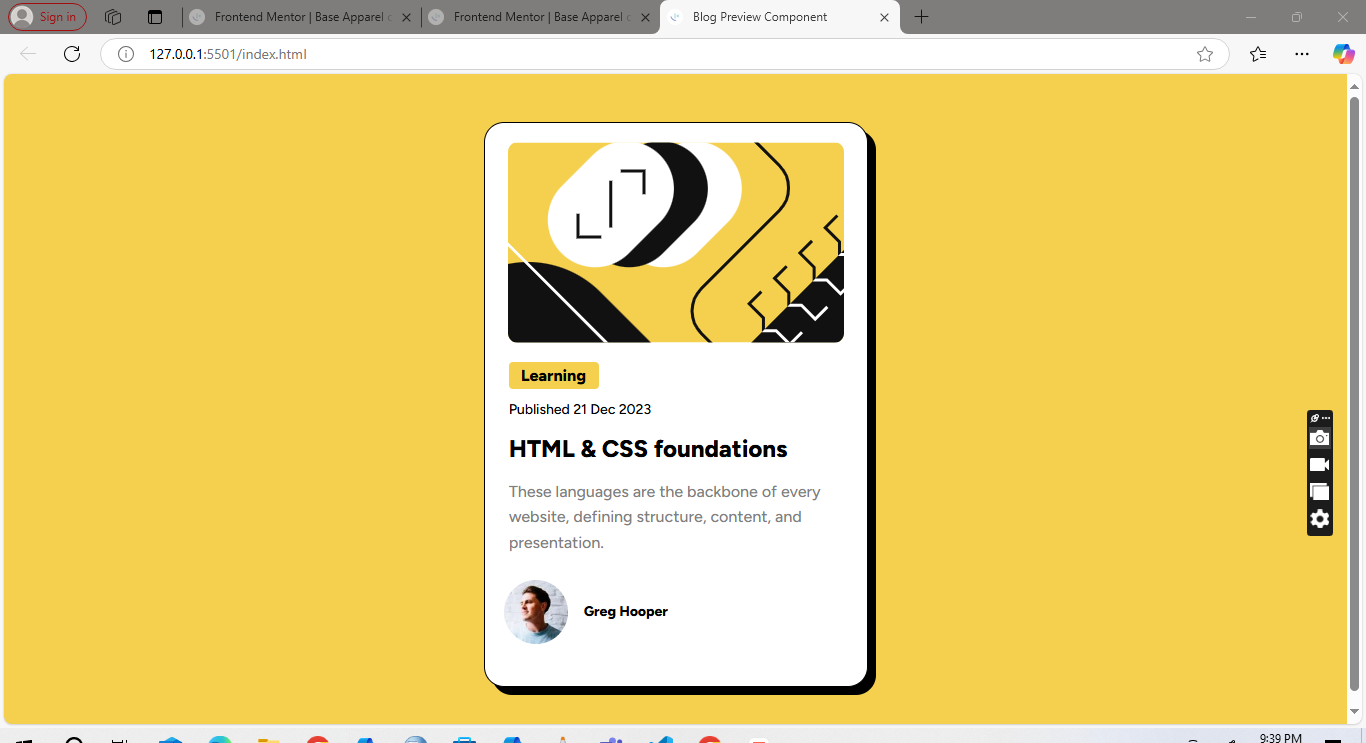 Sign in
Frontend Mentor | Base Apparel c
Frontend Mentor | Base Apparel c
Blog Preview Component
127.0.0.1:5501/index.html
Learning
Published 21 Dec 2023
HTML & CSS foundations
These languages are the backbone of every
website, defining structure, content, and
presentation.
Greg Hooper
9:39 PM